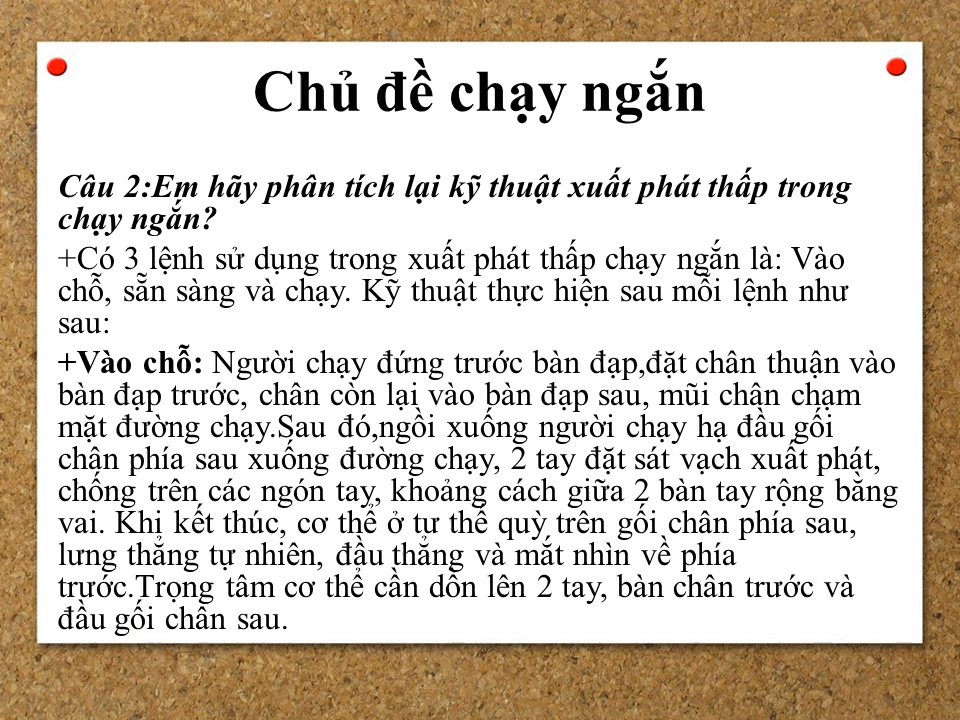 Chủ đề chạy ngắn
Câu 2:Em hãy phân tích lại kỹ thuật xuất phát thấp trong
chạy ngắn?
+Có 3 lệnh sử dụng trong xuất phát thấp chạy ngắn là: Vào
chỗ, sẵn sàng và chạy. Kỹ thuật thực hiện sau mỗi lệnh như
sau:
+Vào chỗ: Người chạy đứng trước bàn đạp,đặt chân thuận vào
bàn đạp trước, chân còn lại vào bàn đạp sau, mũi chân chạm
mặt đường chạy.Sau đó,ngồi xuống người chạy hạ đầu gối
chân phía sau xuống đường chạy, 2 tay đặt sát vạch xuất phát,
chống trên các ngón tay, khoảng cách giữa 2 bàn tay rộng bằng
vai. Khi kết thúc, cơ thể ở tư thế quỳ trên gối chân phía sau,
lưng thẳng tự nhiên, đầu thẳng và mắt nhìn về phía
trước.Trọng tâm cơ thể cần dồn lên 2 tay, bàn chân trước và
đầu gối chân sau.